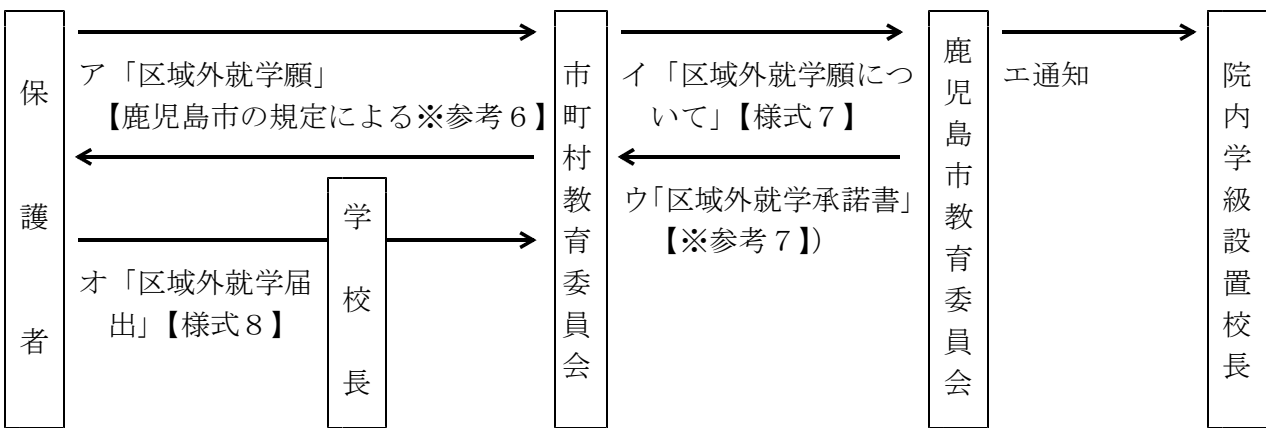 保護者
ア「区域外就学願」
【鹿児島市の規定による※参考６】
オ「区域外就学届
出」【様式８】
学校長
市町村教育委員会
イ「区域外就学願につ
いて」【様式７】
ウ「区域外就学承諾書」
【※参考７】）
鹿児島市教育委員会
エ通知
院内学級設置校長